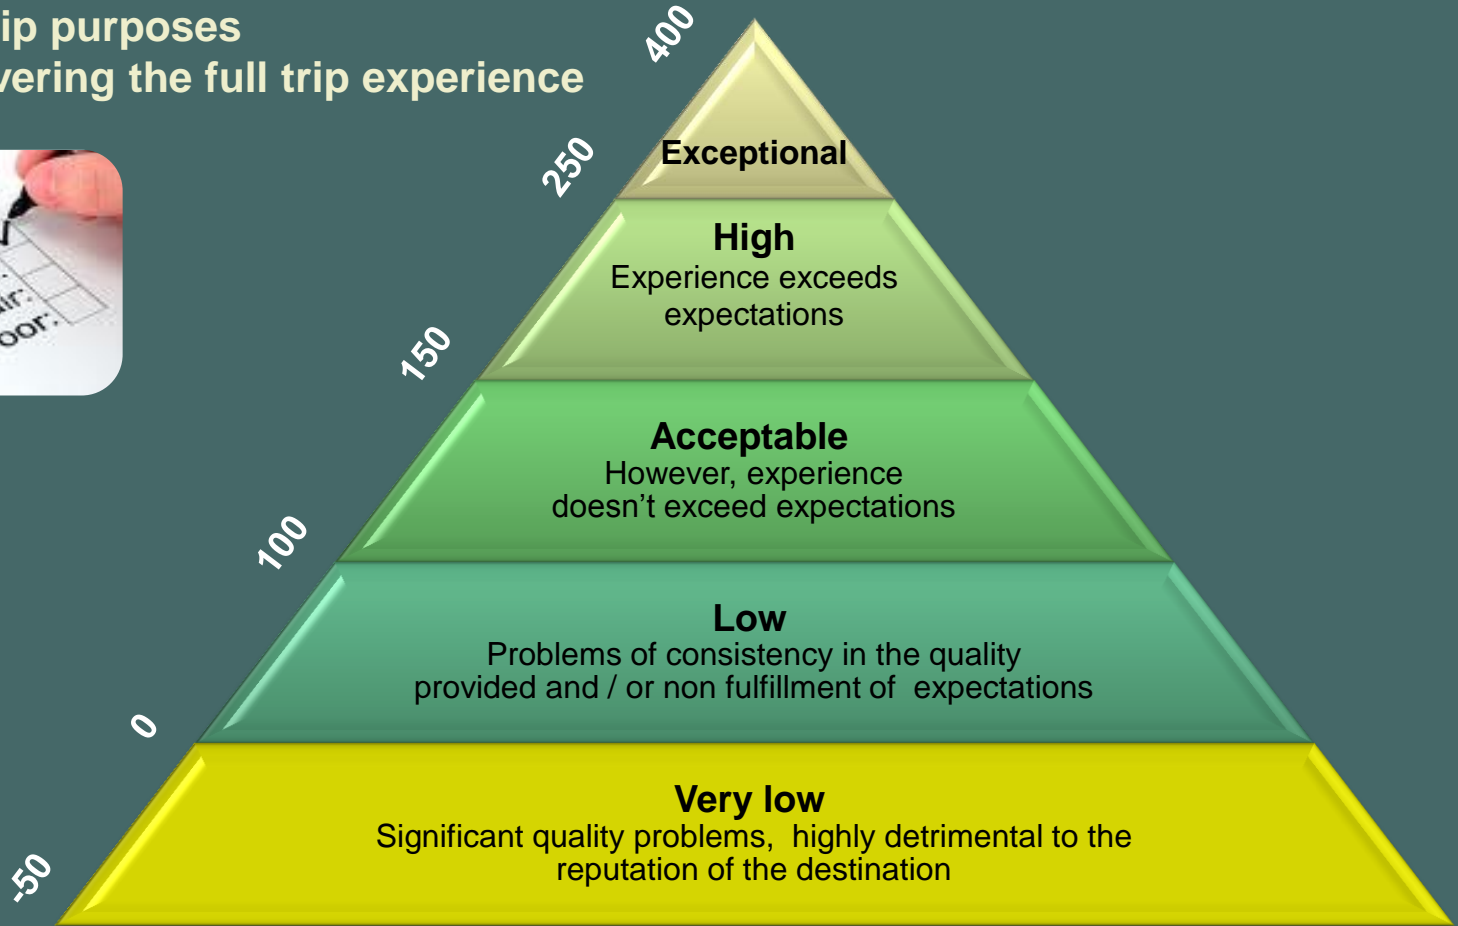 ip purposes
vering the full trip experience
400
250
Exceptional
High
Experience exceeds
expectations
150
Acceptable
However, experience
doesn’t exceed expectations
100
Low
Problems of consistency in the quality
provided and / or non fulfillment of  expectations
0
Very low
Significant quality problems,  highly detrimental to the
reputation of the destination
-50
ir:
oor: